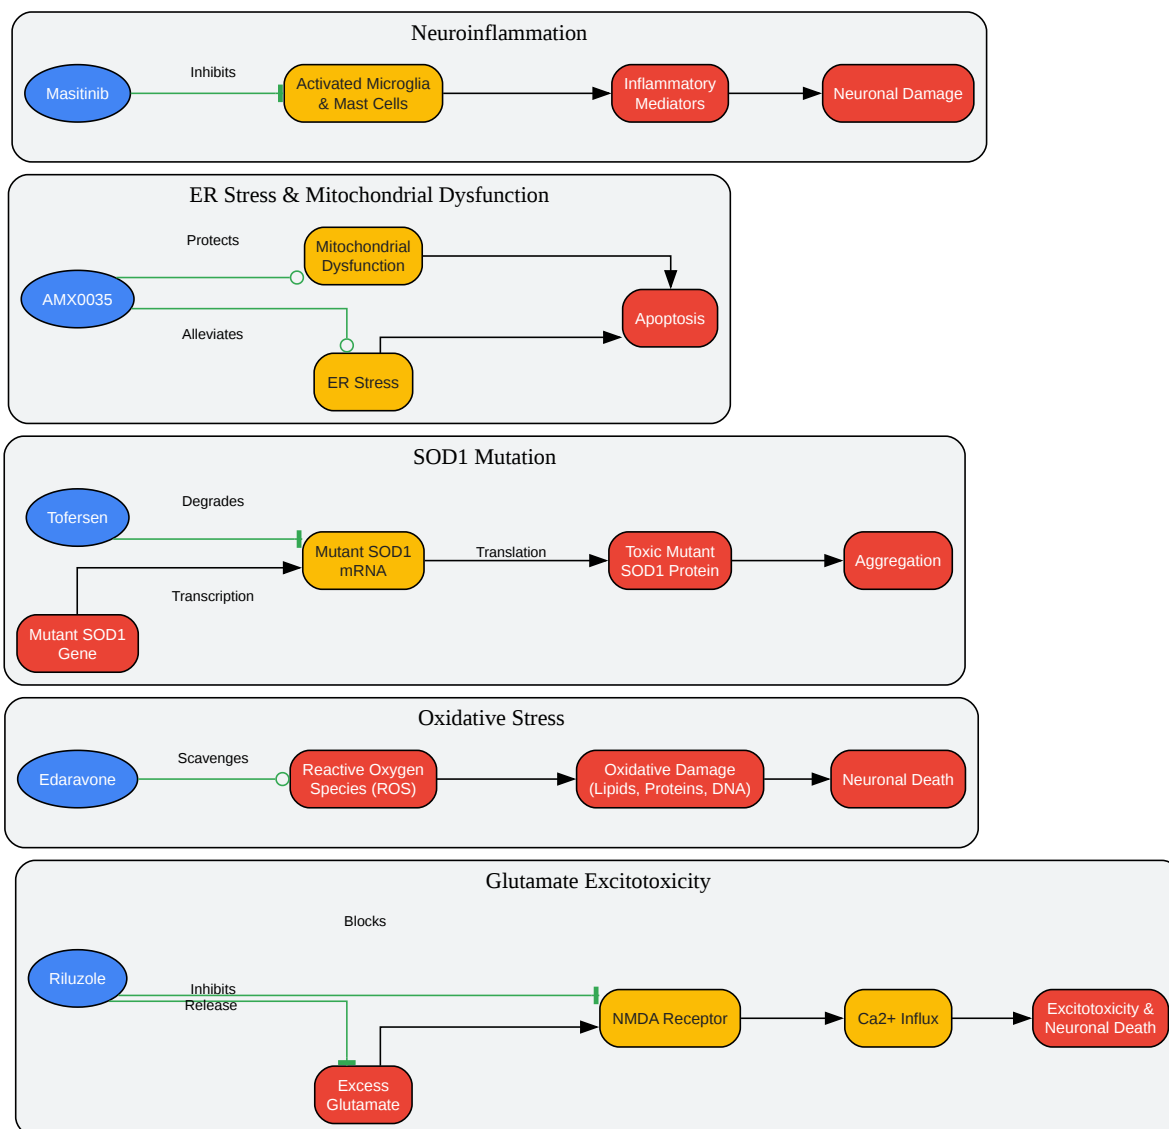 Neuroinflammation
Masitinib
Inhibits
Activated Microglia
& Mast Cells
Inflammatory
Mediators
Neuronal Damage
ER Stress & Mitochondrial Dysfunction
Protects
Mitochondrial
Dysfunction
AMX0035
Apoptosis
Alleviates
ER Stress
SOD1 Mutation
Tofersen
Degrades
Mutant SOD1
mRNA
Translation
Toxic Mutant
SOD1 Protein
Aggregation
Transcription
Mutant SOD1
Gene
Oxidative Stress
Edaravone
Scavenges
Reactive Oxygen
Species (ROS)
Oxidative Damage
(Lipids, Proteins, DNA)
Neuronal Death
Glutamate Excitotoxicity
Blocks
Riluzole
Inhibits
Release
NMDA Receptor
Ca2+ Influx
Excitotoxicity &
Neuronal Death
Excess
Glutamate